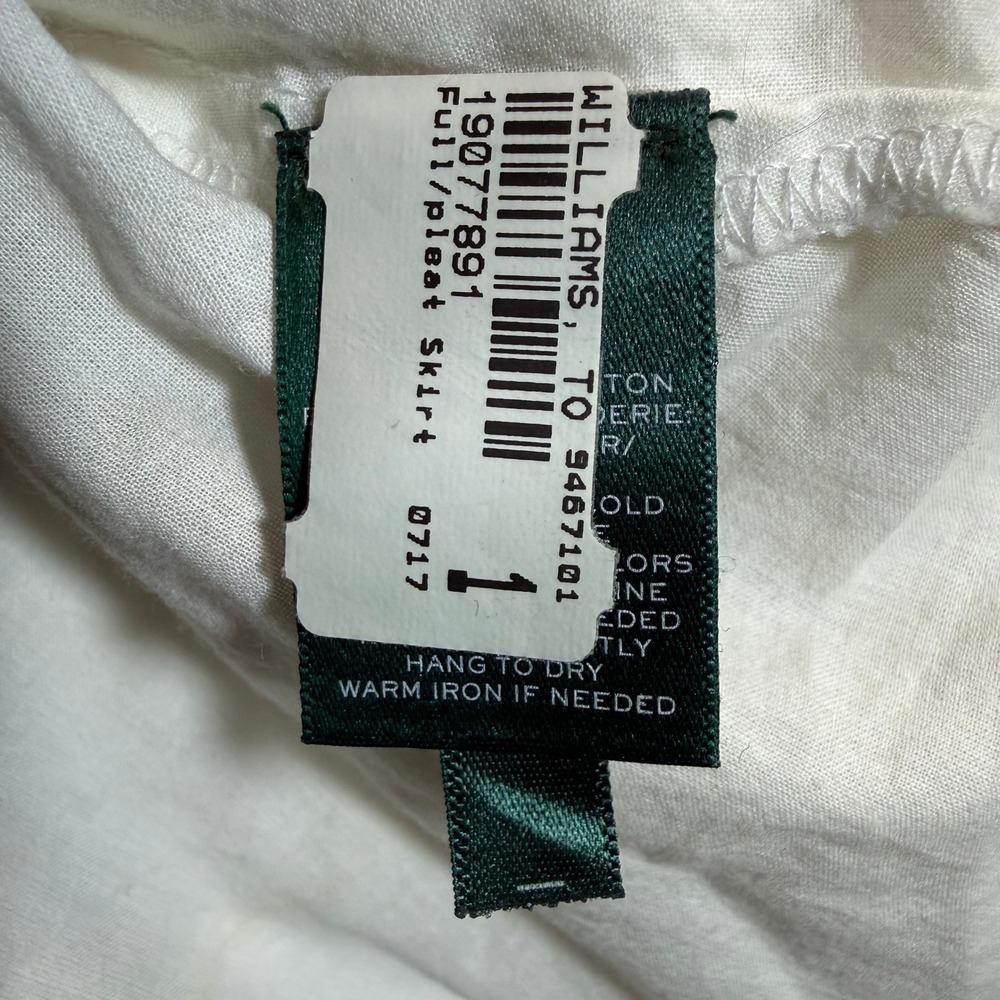 WILLIAMS, TO 9467101
19077891
Full/pleat Skirt 0717
1
TON
DERIE:
R/
OLD
LORS
INE
EDED
TLY
HANG TO DRY
WARM IRON IF NEEDED